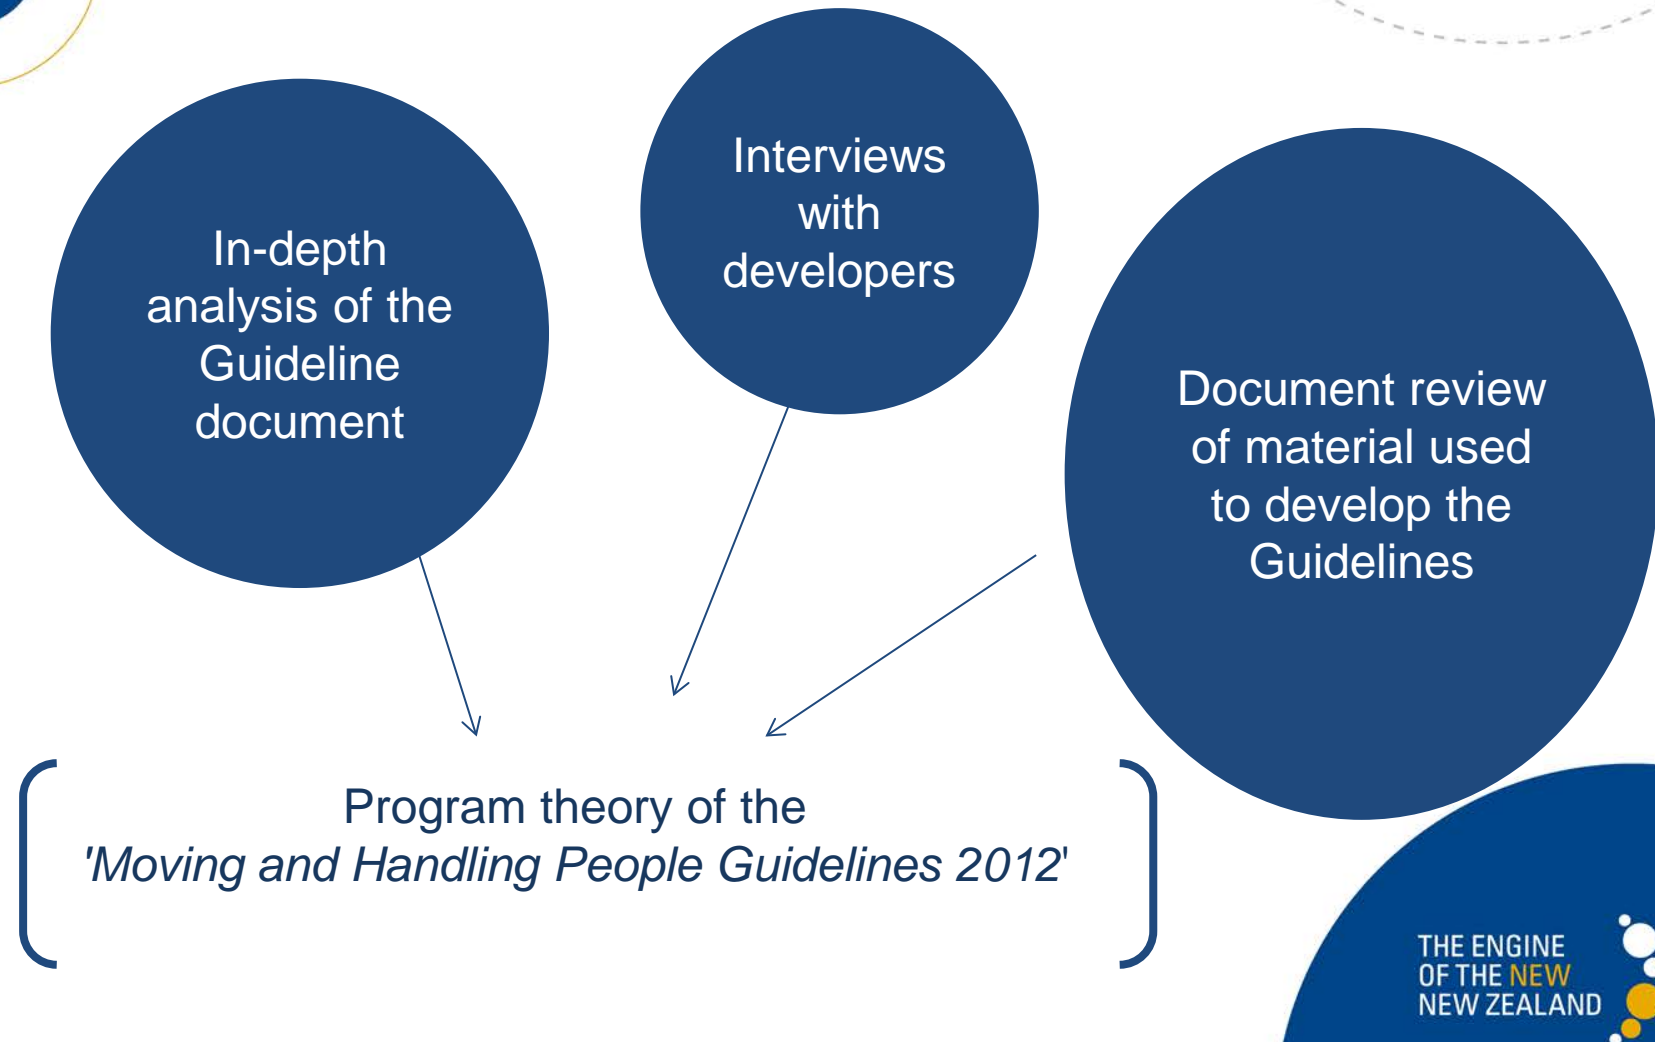 In-depth
analysis of the
Guideline
document
Interviews
with
developers
Document review
of material used
to develop the
Guidelines
Program theory of the
'Moving and Handling People Guidelines 2012'
THE ENGINE
OF THE NEW
NEW ZEALAND